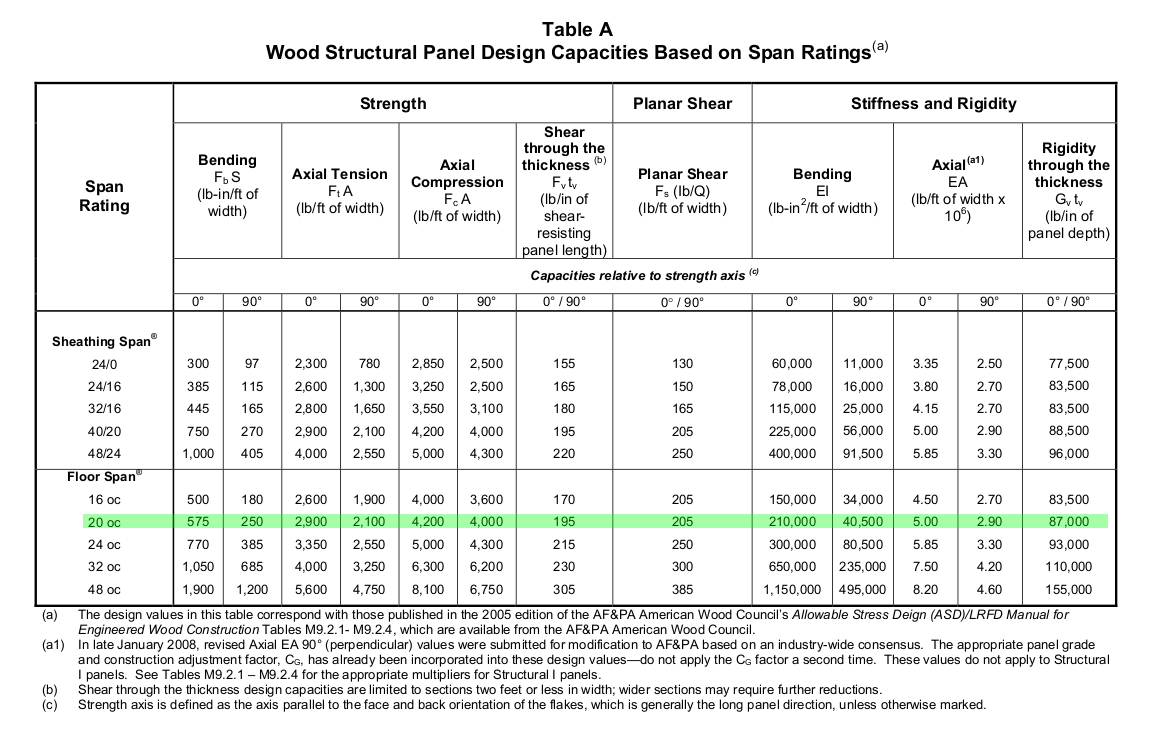 Table A
Wood Structural Panel Design Capacities Based on Span Ratings(a)
Span Rating
Strength
Planar Shear
Stiffness and Rigidity
Bending
Fb S
(lb-in/ft of
width)
Axial Tension
Ft A
(lb/ft of width)
Axial
Compression
Fc A
(lb/ft of width)
Shear
through the
thickness (b)
Fv tv
(lb/in of
shear-
resisting
panel length)
Planar Shear
Fs (lb/Q)
(lb/ft of width)
Bending
EI
(lb-in2/ft of width)
Axial(a1)
EA
(lb/ft of width x
106)
Rigidity
through the
thickness
Gv tv
(lb/in of
panel depth)
Capacities relative to strength axis (c)
0° 90° 0° 90° 0° 90° 0° / 90° 0° / 90° 0° 90° 0° 90° 0° / 90°
Sheathing Span®
24/0 300 97 2,300 780 2,850 2,500 155 130 60,000 11,000 3.35 2.50 77,500
24/16 385 115 2,600 1,300 3,250 2,500 165 150 78,000 16,000 3.80 2.70 83,500
32/16 445 165 2,800 1,650 3,550 3,100 180 165 115,000 25,000 4.15 2.70 83,500
40/20 750 270 2,900 2,100 4,200 4,000 195 205 225,000 56,000 5.00 2.90 88,500
48/24 1,000 405 4,000 2,550 5,000 4,300 220 250 400,000 91,500 5.85 3.30 96,000
Floor Span®
16 oc 500 180 2,600 1,900 4,000 3,600 170 205 150,000 34,000 4.50 2.70 83,500
20 oc 575 250 2,900 2,100 4,200 4,000 195 205 210,000 40,500 5.00 2.90 87,000
24 oc 770 385 3,350 2,550 5,000 4,300 215 250 300,000 80,500 5.85 3.30 93,000
32 oc 1,050 685 4,000 3,250 6,300 6,200 230 300 650,000 235,000 7.50 4.20 110,000
48 oc 1,900 1,200 5,600 4,750 8,100 6,750 305 385 1,150,000 495,000 8.20 4.60 155,000
(a) The design values in this table correspond with those published in the 2005 edition of the AF&PA American Wood Council's Allowable Stress Deign (ASD)/LRFD Manual for
Engineered Wood Construction Tables M9.2.1- M9.2.4, which are available from the AF&PA American Wood Council.
(a1) In late January 2008, revised Axial EA 90° (perpendicular) values were submitted for modification to AF&PA based on an industry-wide consensus. The appropriate panel grade
and construction adjustment factor, CG, has already been incorporated into these design values—do not apply the CG factor a second time. These values do not apply to Structural
I panels. See Tables M9.2.1 – M9.2.4 for the appropriate multipliers for Structural I panels.
(b) Shear through the thickness design capacities are limited to sections two feet or less in width; wider sections may require further reductions.
(c) Strength axis is defined as the axis parallel to the face and back orientation of the flakes, which is generally the long panel direction, unless otherwise marked.